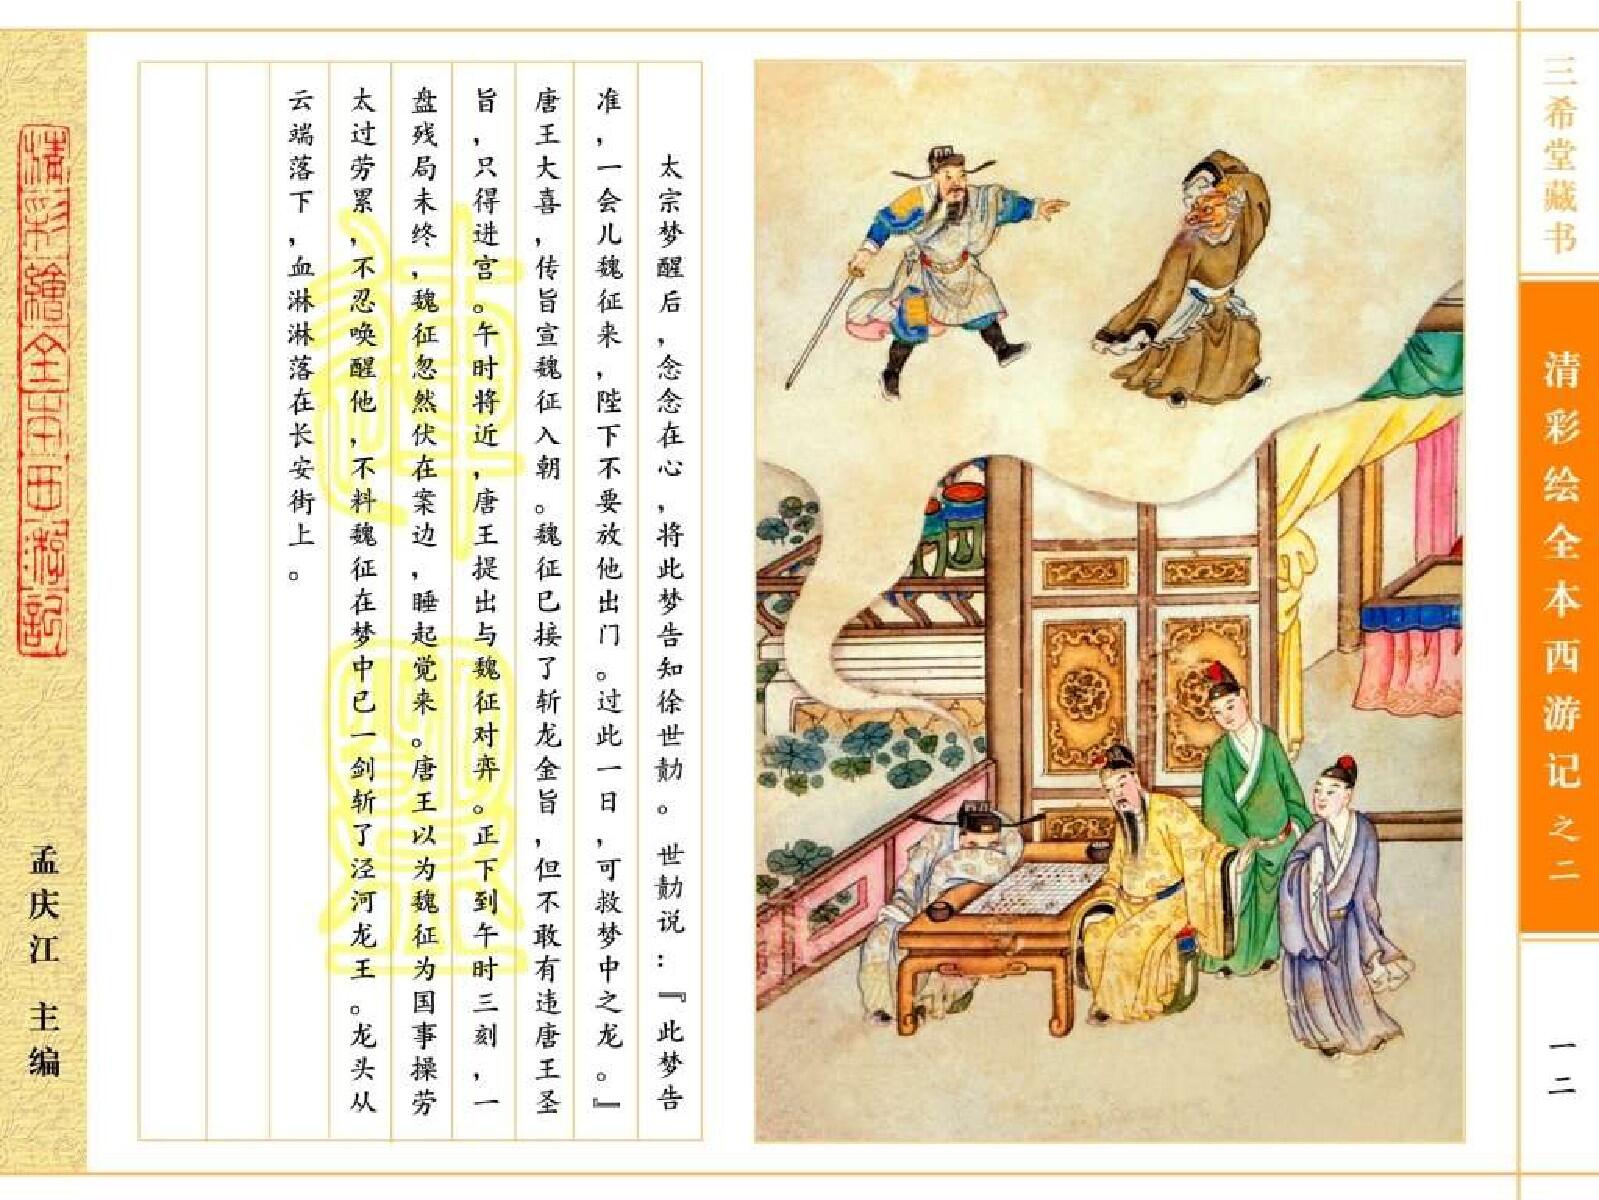 三希堂藏书
清彩绘全本西游记之二
一二
太宗梦醒后，念念在心，将此梦告知徐世勣。世勣说：『此梦告
准，一会儿魏征来，陛下不要放他出门。过此一日，可救梦中之龙。』
唐王大喜，传旨宣魏征入朝。魏征已接了斩龙金旨，但不敢有违唐王圣
旨，只得进宫。午时将近，唐王提出与魏征对弈。正下到午时三刻，一
盘残局未终，魏征忽然伏在案边，睡起觉来。唐王以为魏征为国事操劳
太过劳累，不忍唤醒他，不料魏征在梦中已一剑斩了泾河龙王。龙头从
云端落下，血淋淋落在长安街上。
清彩繪全本西游記
孟庆江 主编